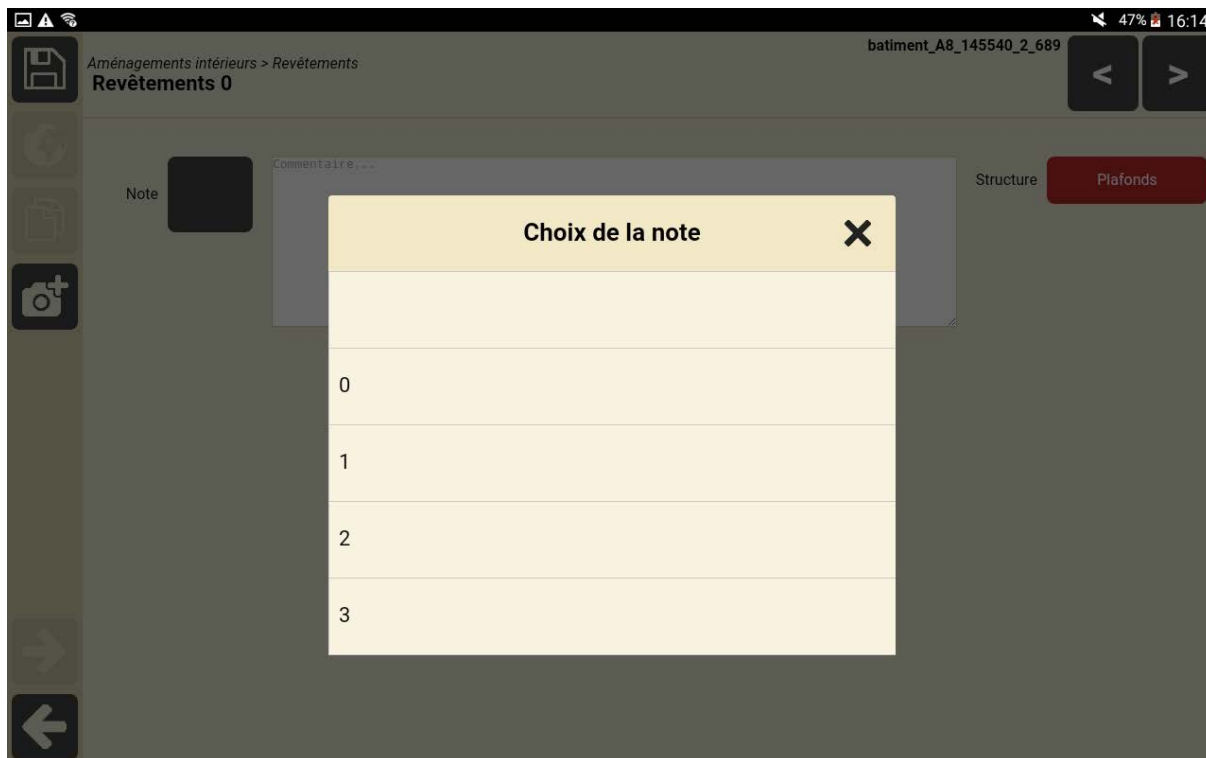 47% 16:14
Aménagements intérieurs > Revêtements
Revêtements 0
batiment_A8_145540_2_689
< >
Note
Commentaire...
Structure
Plafonds
Choix de la note
0
1
2
3